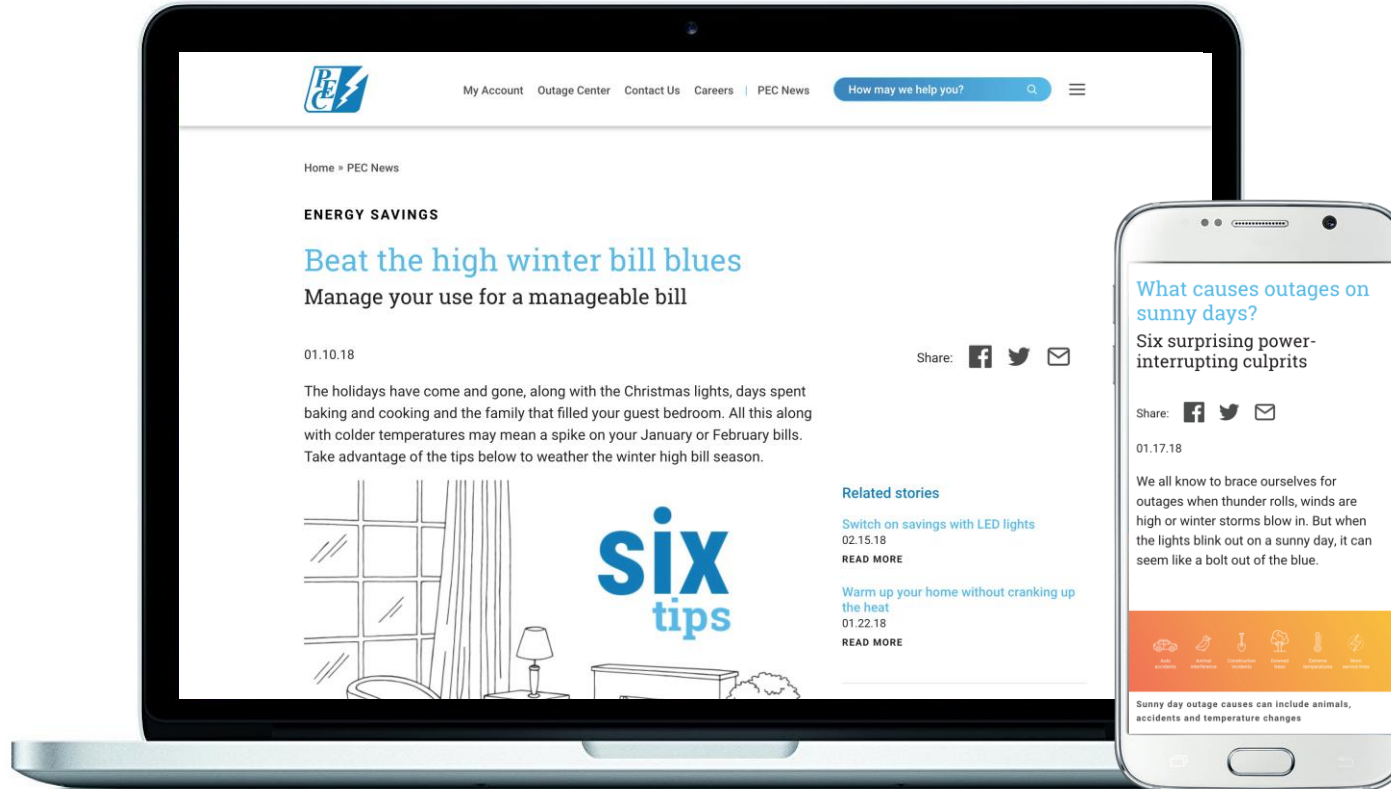 PEC
My Account Outage Center Contact Us Careers | PEC News
How may we help you?
Home » PEC News
ENERGY SAVINGS
Beat the high winter bill blues
Manage your use for a manageable bill
01.10.18
Share:
The holidays have come and gone, along with the Christmas lights, days spent
baking and cooking and the family that filled your guest bedroom. All this along
with colder temperatures may mean a spike on your January or February bills.
Take advantage of the tips below to weather the winter high bill season.
six
tips
Related stories
Switch on savings with LED lights
02.15.18
READ MORE
Warm up your home without cranking up
the heat
01.22.18
READ MORE
What causes outages on
sunny days?
Six surprising power-
interrupting culprits
Share:
01.17.18
We all know to brace ourselves for
outages when thunder rolls, winds are
high or winter storms blow in. But when
the lights blink out on a sunny day, it can
seem like a bolt out of the blue.
Sunny day outage causes can include animals,
accidents and temperature changes